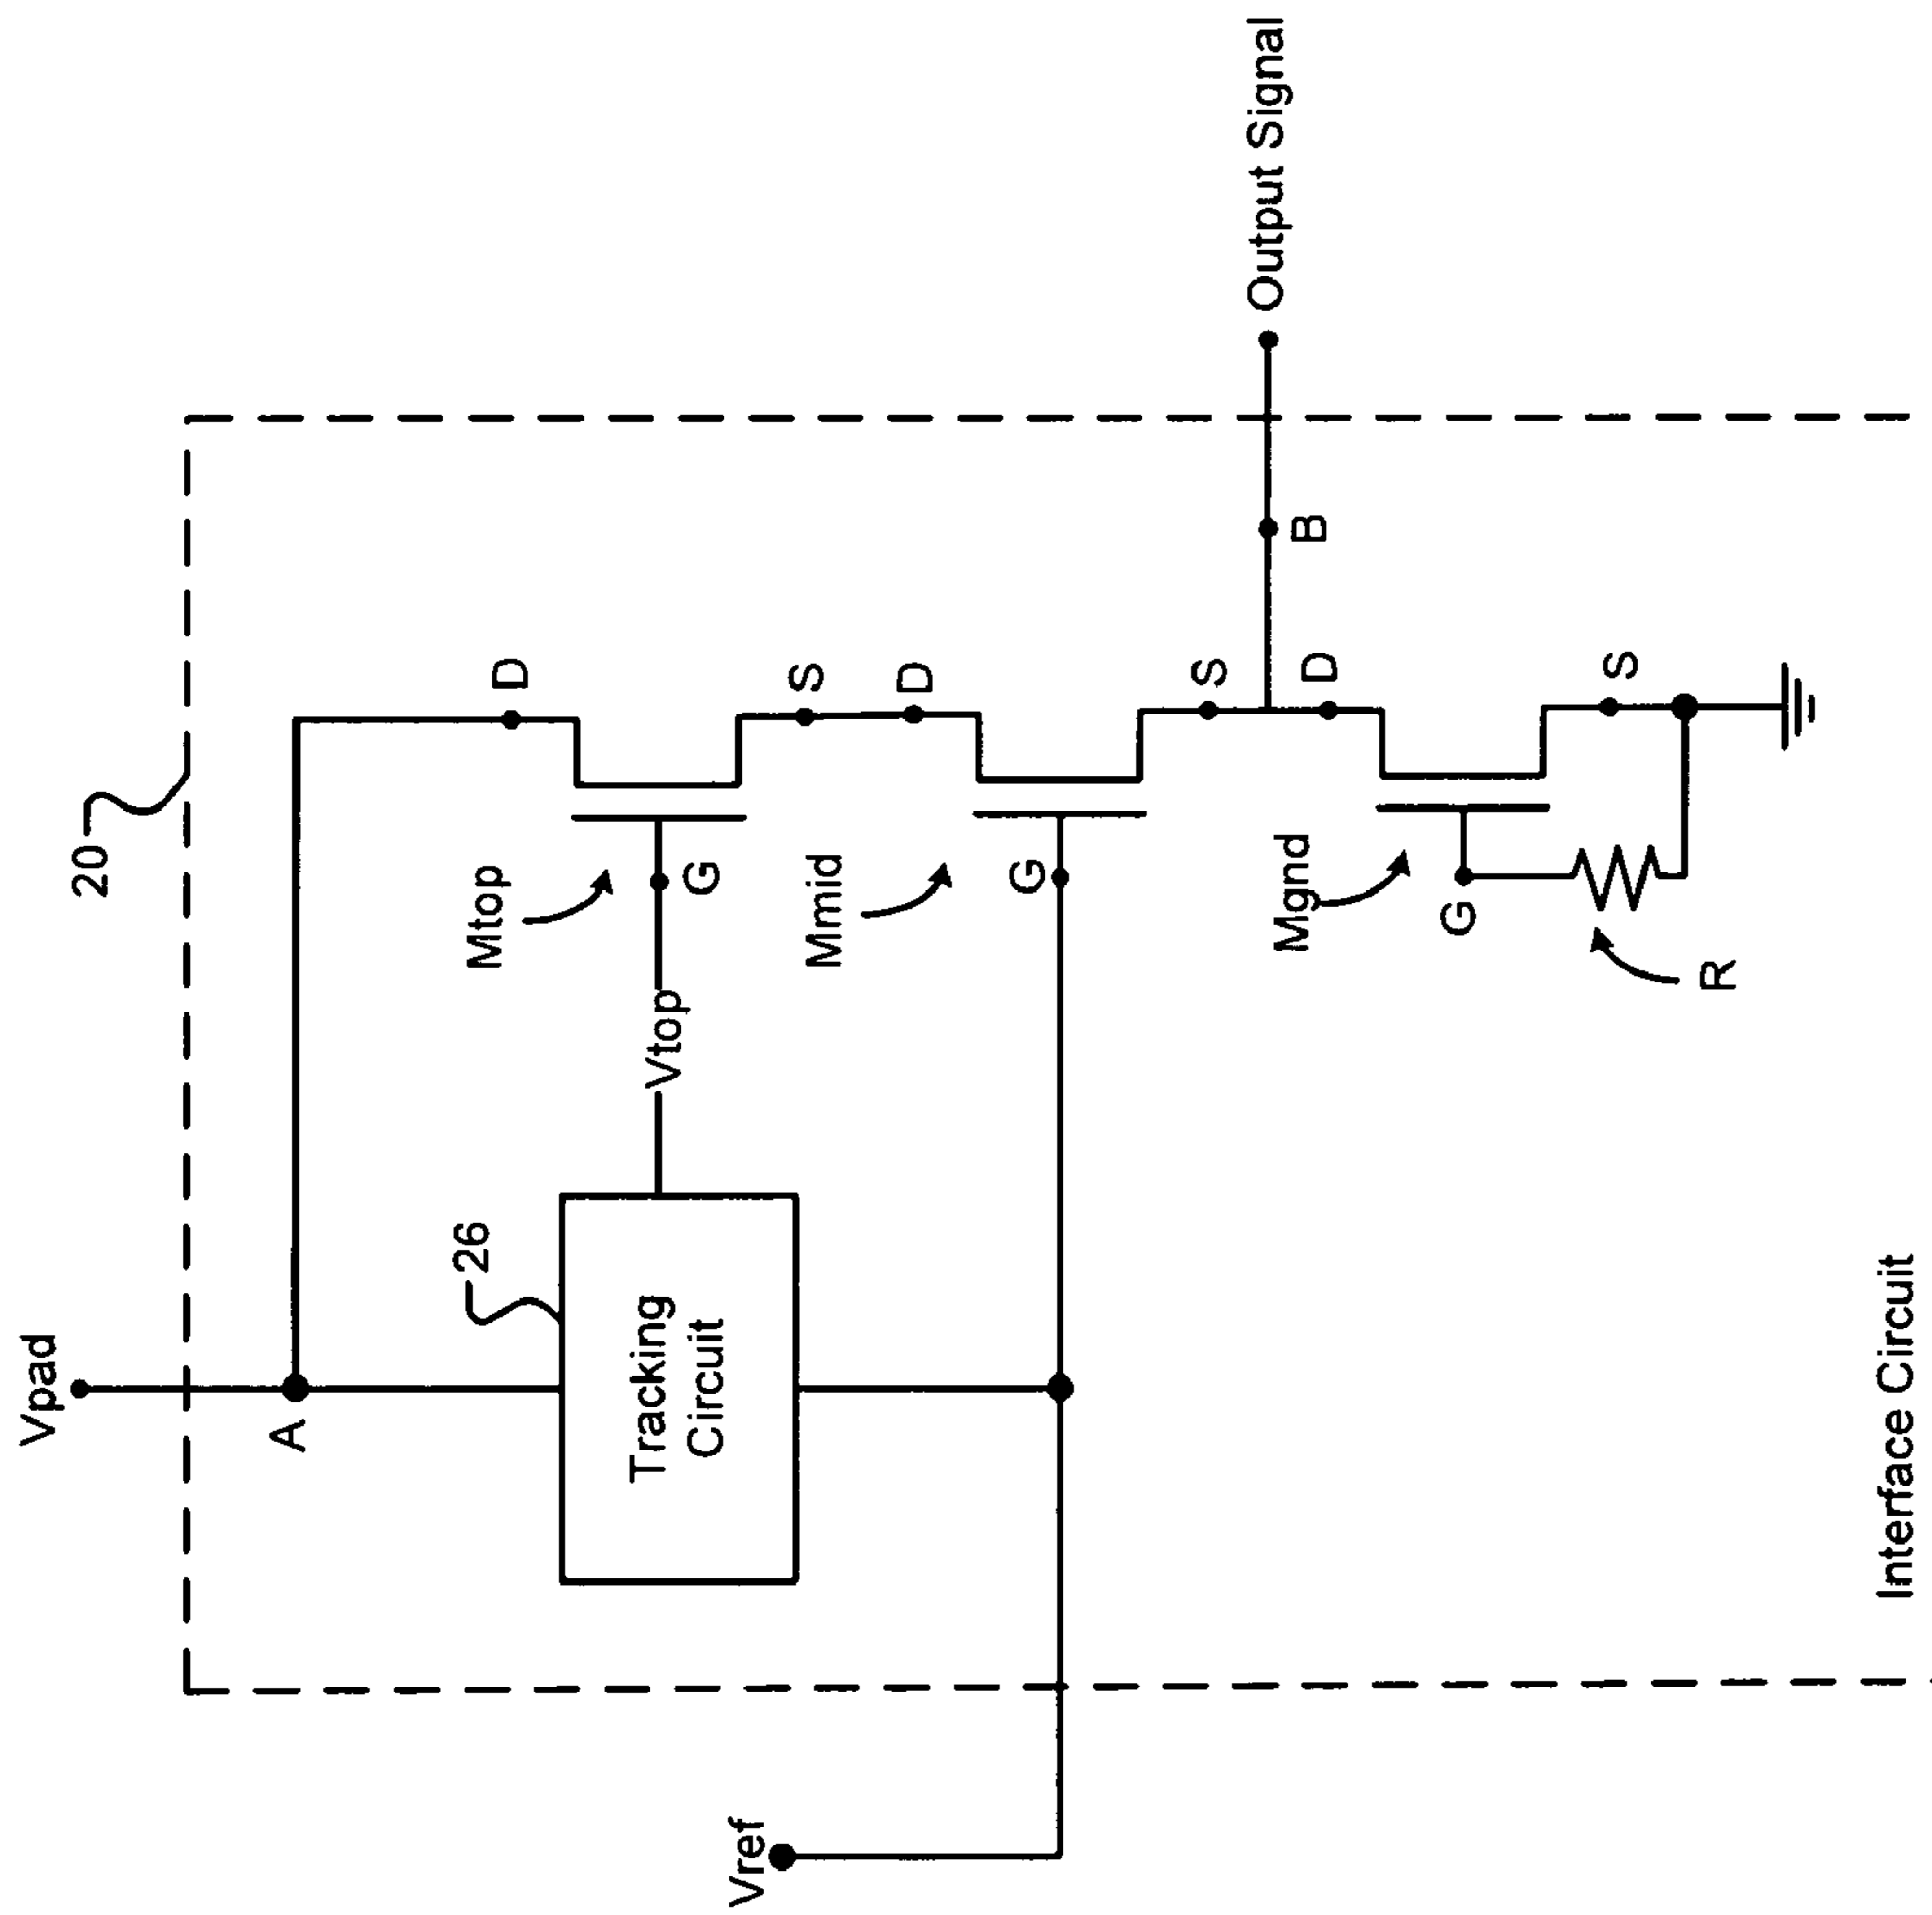 Vpad
20
A
D
Mtop
G
S
D
26
Vtop
Tracking
Circuit
Mmid
G
S
Output Signal
B
D
Vref
Mgnd
G
S
R
Interface Circuit